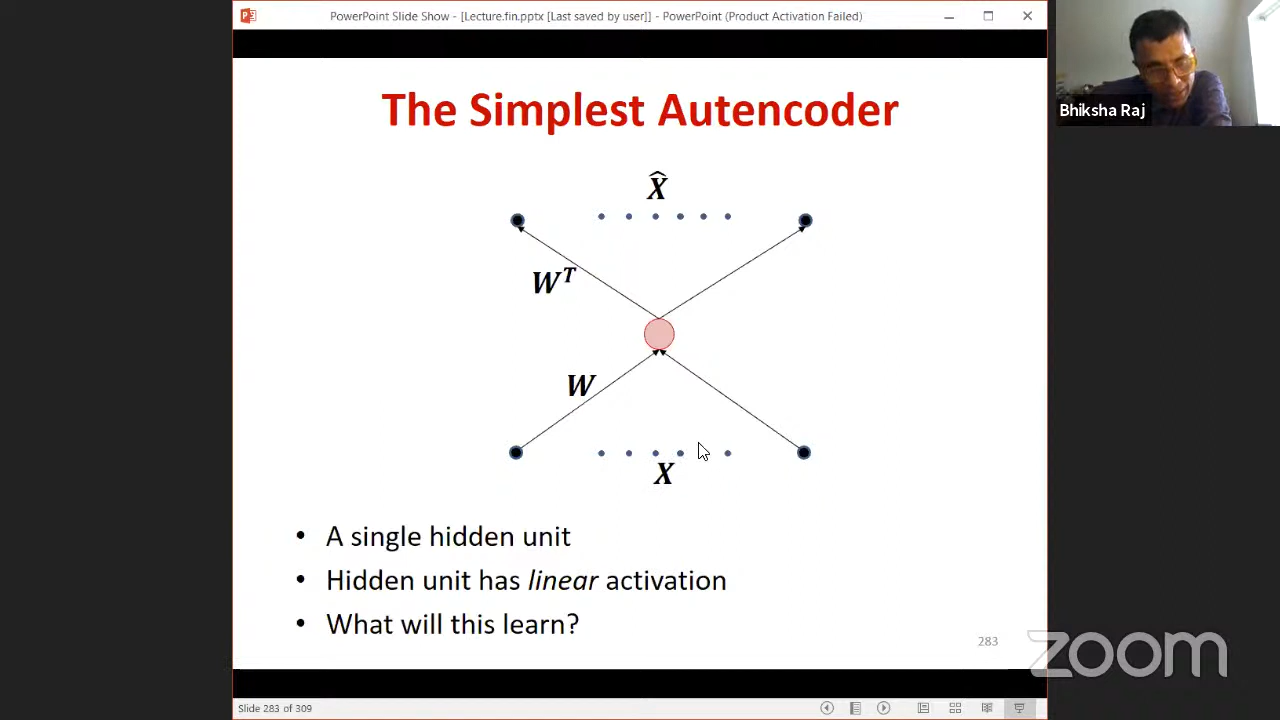 PowerPoint Slide Show - [Lecture.fin.pptx [Last saved by user]] - PowerPoint (Product Activation Failed)
Bhiksha Raj
The Simplest Autencoder
X̂
Wᵀ
W
X
• A single hidden unit
• Hidden unit has linear activation
• What will this learn?
283
zoom
Slide 283 of 309